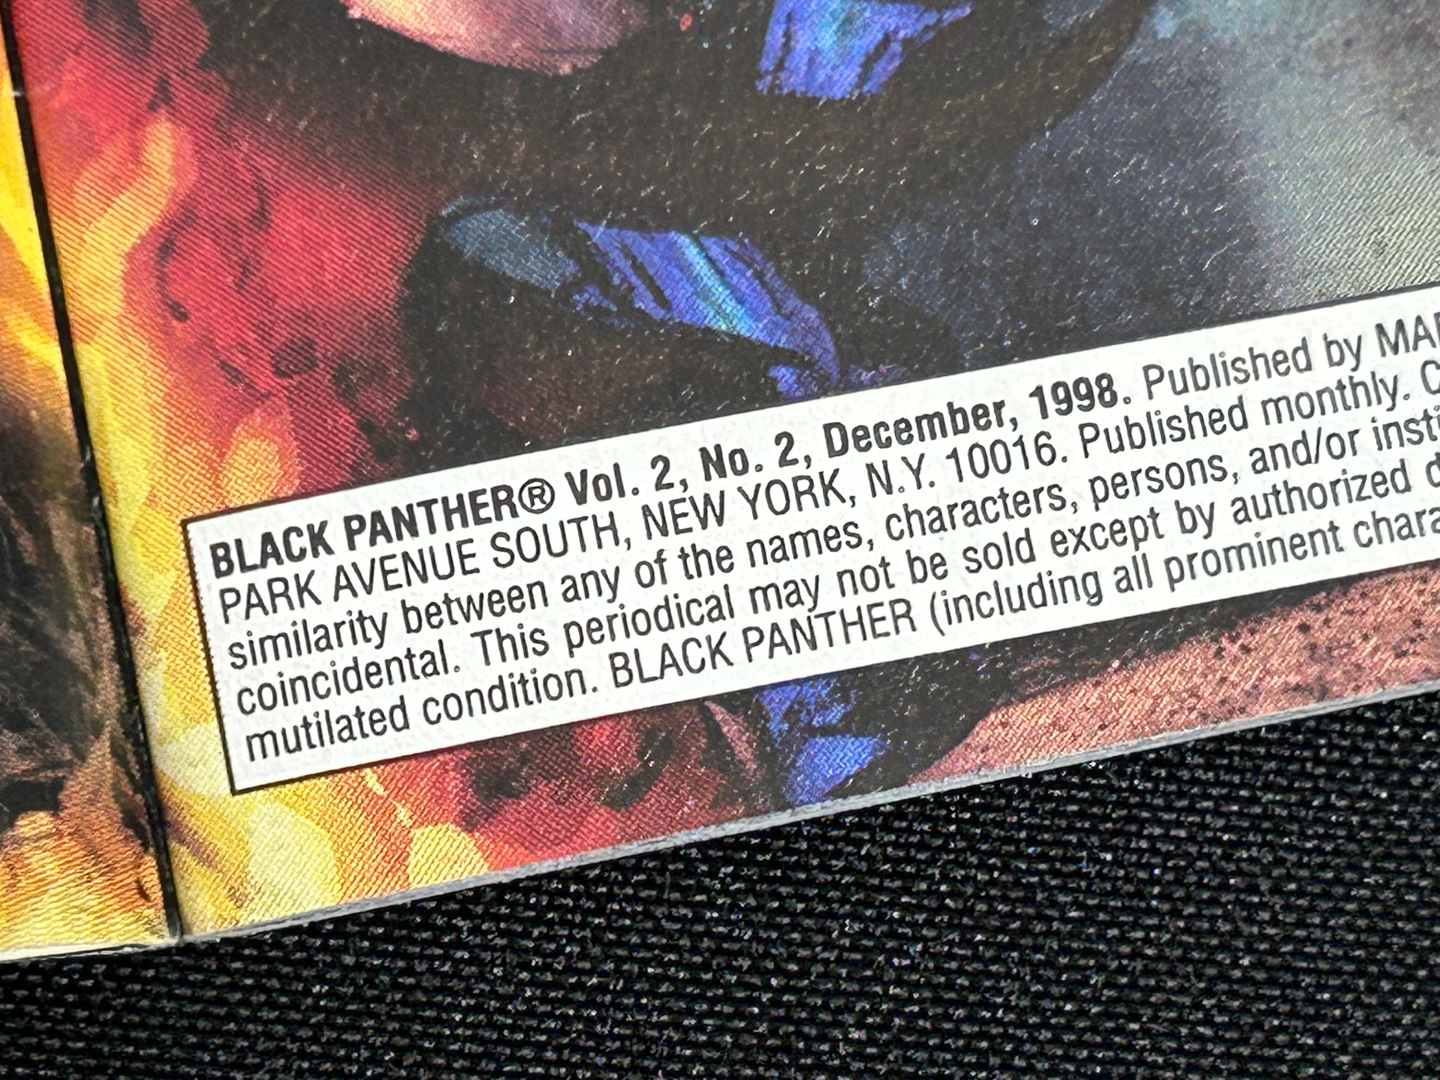 BLACK PANTHER® Vol. 2, No. 2, December, 1998. Published by
PARK AVENUE SOUTH, NEW YORK, N.Y. 10016. Published monthly.
similarity between any of the names, characters, persons, and/or
coincidental. This periodical may not be sold except by authorized
mutilated condition. BLACK PANTHER (including all prominent